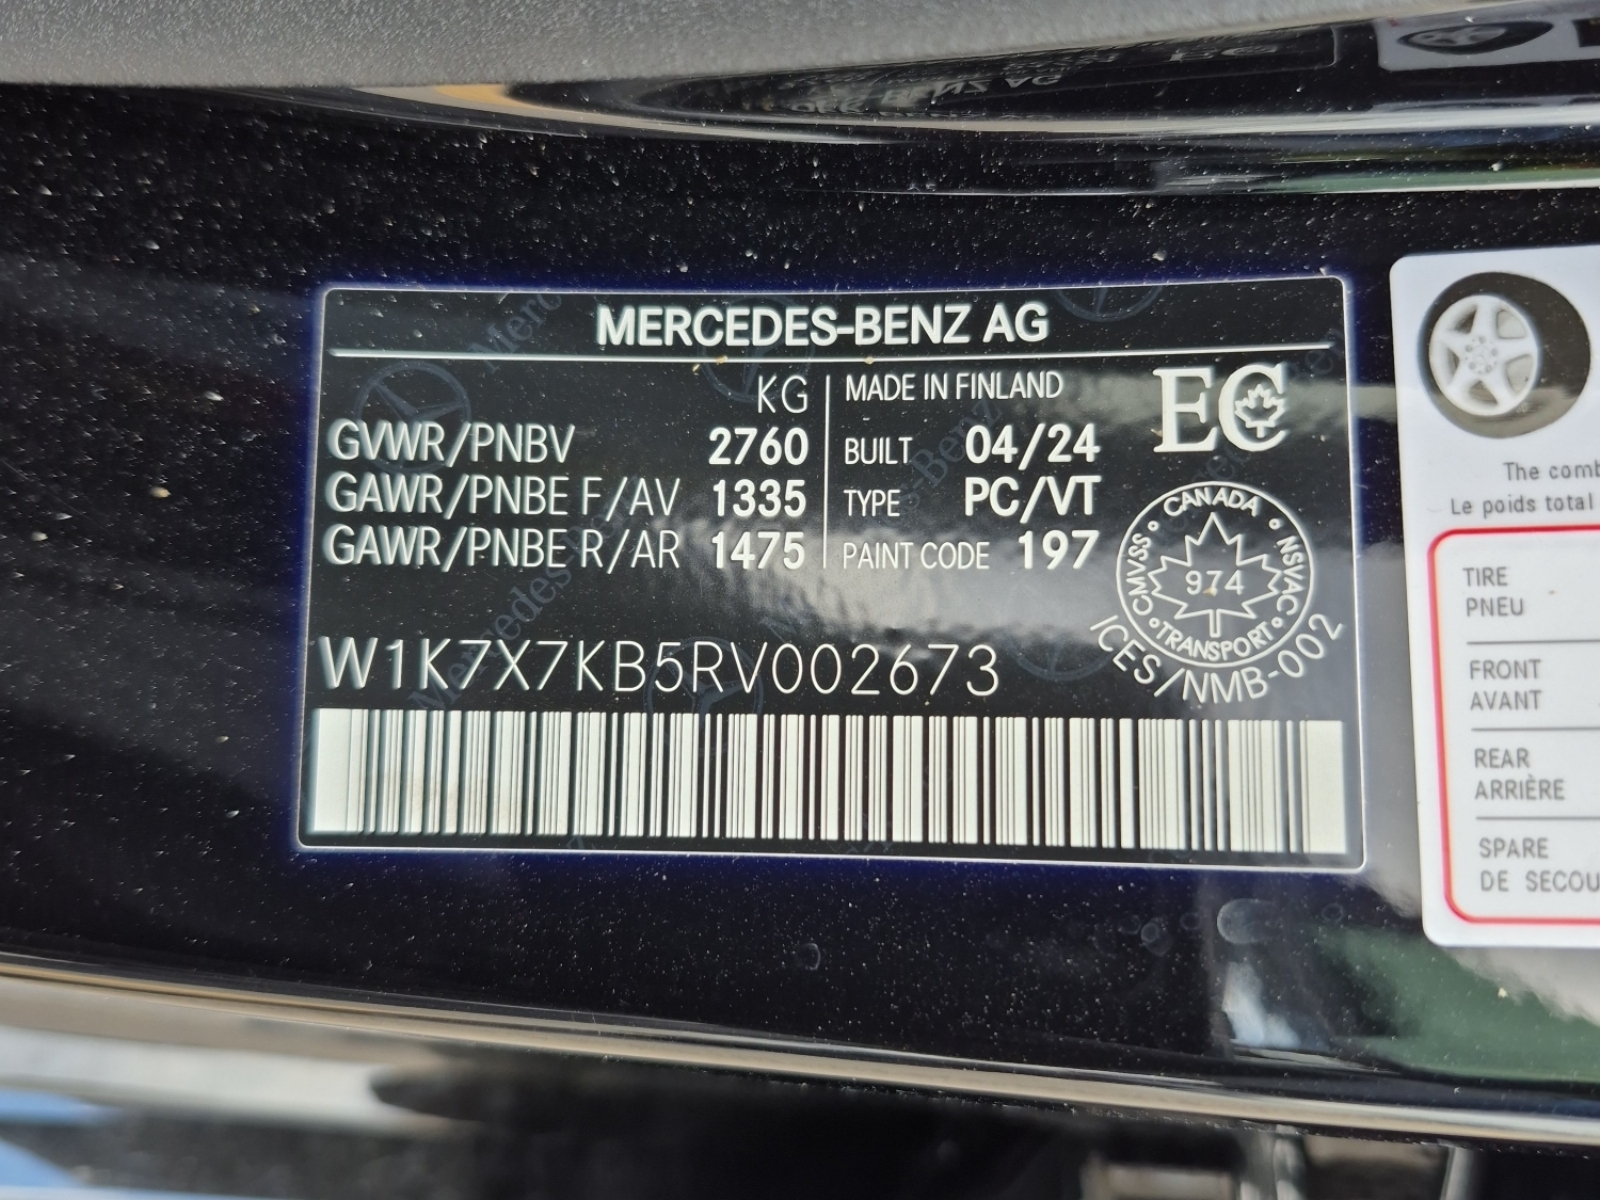 MERCEDES-BENZ AG
KG
GVWR/PNBV 2760
GAWR/PNBE F/AV 1335
GAWR/PNBE R/AR 1475
MADE IN FINLAND
BUILT 04/24
TYPE PC/VT
PAINT CODE 197
EC
CANADA
CMVSS
NSVAC
974
TRANSPORT
ICES/NMB-002
W1K7X7KB5RV002673
The comb
Le poids total
TIRE
PNEU
FRONT
AVANT
REAR
ARRIÈRE
SPARE
DE SECOU